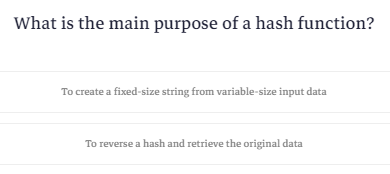 What is the main purpose of a hash function?
To create a fixed-size string from variable-size input data
To reverse a hash and retrieve the original data